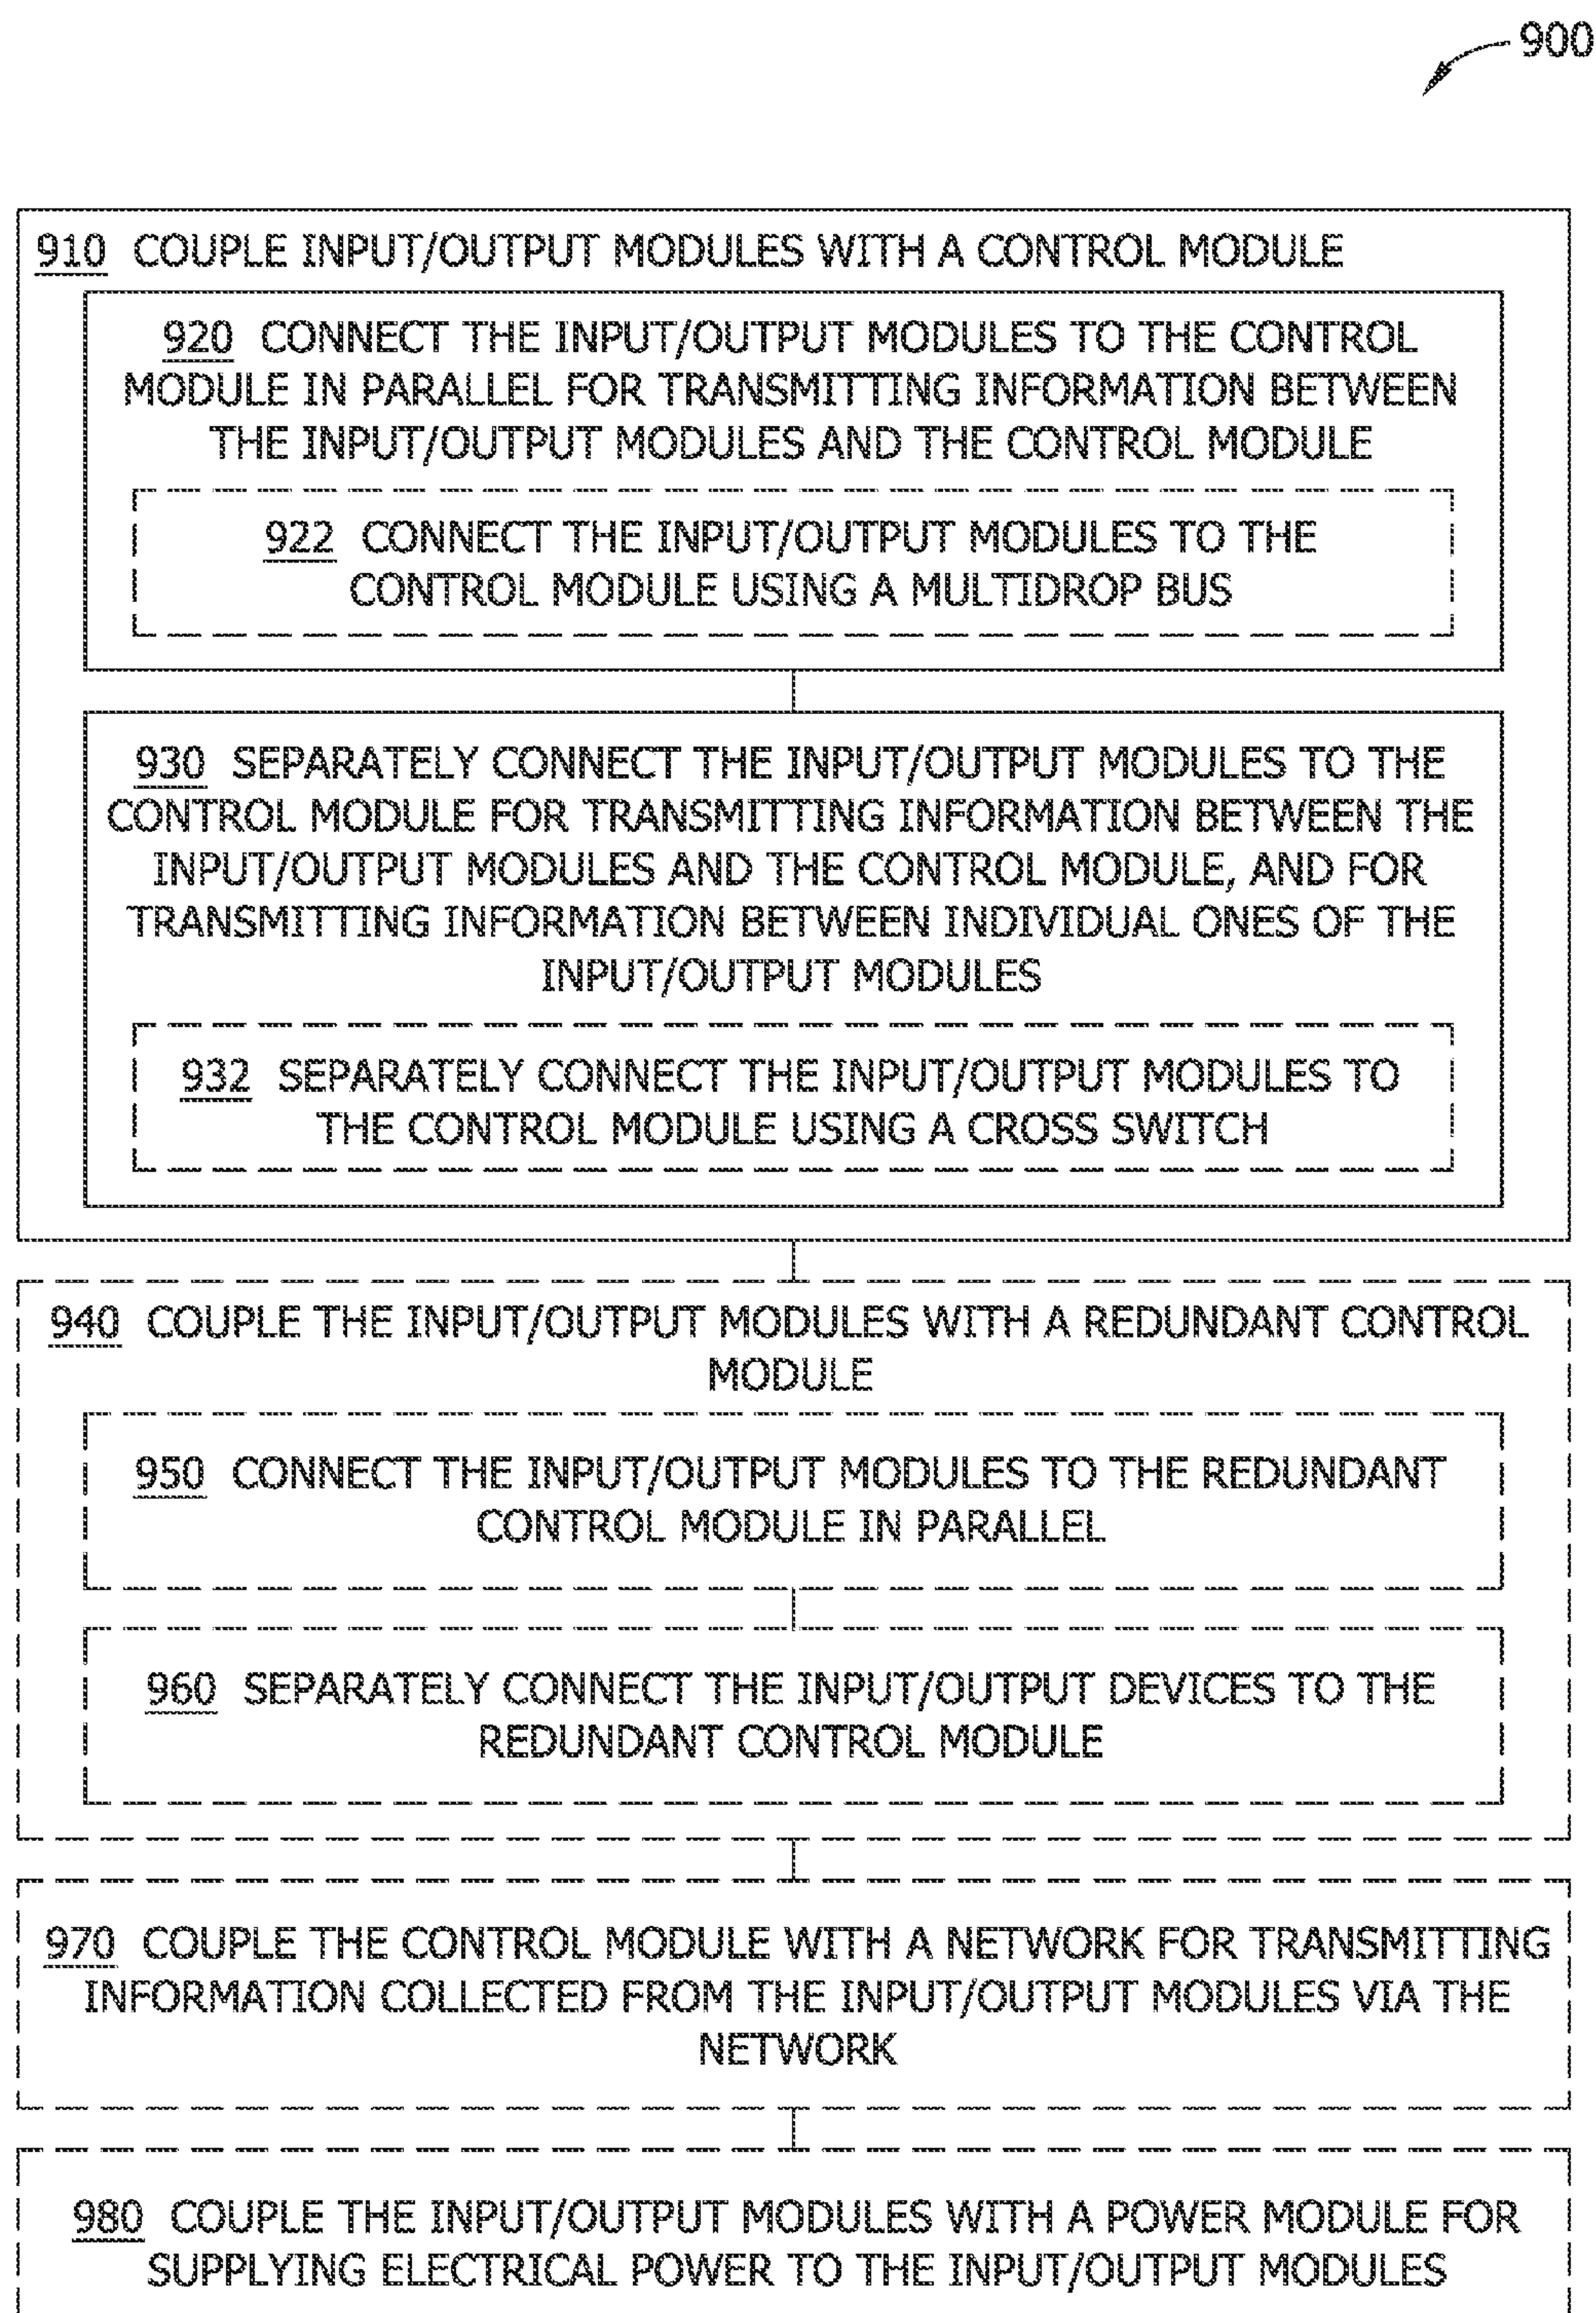 900
910 COUPLE INPUT/OUTPUT MODULES WITH A CONTROL MODULE
920 CONNECT THE INPUT/OUTPUT MODULES TO THE CONTROL
MODULE IN PARALLEL FOR TRANSMITTING INFORMATION BETWEEN
THE INPUT/OUTPUT MODULES AND THE CONTROL MODULE
922 CONNECT THE INPUT/OUTPUT MODULES TO THE
CONTROL MODULE USING A MULTIDROP BUS
930 SEPARATELY CONNECT THE INPUT/OUTPUT MODULES TO THE
CONTROL MODULE FOR TRANSMITTING INFORMATION BETWEEN THE
INPUT/OUTPUT MODULES AND THE CONTROL MODULE, AND FOR
TRANSMITTING INFORMATION BETWEEN INDIVIDUAL ONES OF THE
INPUT/OUTPUT MODULES
932 SEPARATELY CONNECT THE INPUT/OUTPUT MODULES TO
THE CONTROL MODULE USING A CROSS SWITCH
940 COUPLE THE INPUT/OUTPUT MODULES WITH A REDUNDANT CONTROL
MODULE
950 CONNECT THE INPUT/OUTPUT MODULES TO THE REDUNDANT
CONTROL MODULE IN PARALLEL
960 SEPARATELY CONNECT THE INPUT/OUTPUT DEVICES TO THE
REDUNDANT CONTROL MODULE
970 COUPLE THE CONTROL MODULE WITH A NETWORK FOR TRANSMITTING
INFORMATION COLLECTED FROM THE INPUT/OUTPUT MODULES VIA THE
NETWORK
980 COUPLE THE INPUT/OUTPUT MODULES WITH A POWER MODULE FOR
SUPPLYING ELECTRICAL POWER TO THE INPUT/OUTPUT MODULES